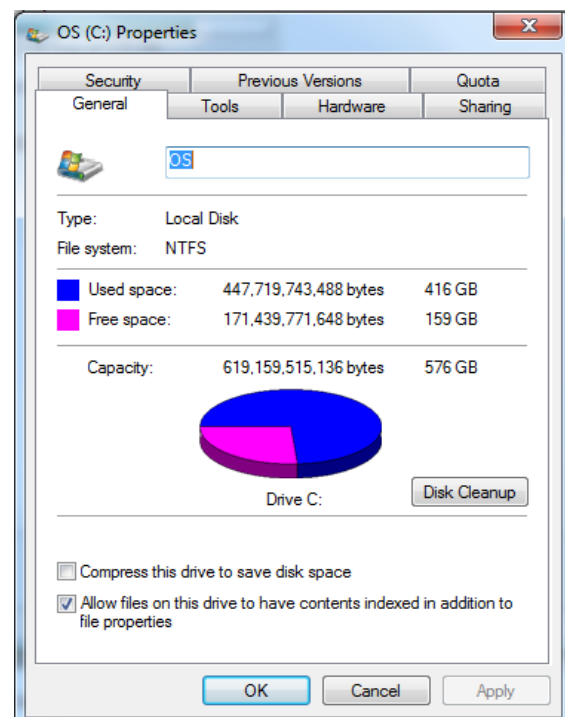 OS (C:) Properties
Security Previous Versions Quota
General Tools Hardware Sharing
OS
Type: Local Disk
File system: NTFS
Used space: 447,719,743,488 bytes 416 GB
Free space: 171,439,771,648 bytes 159 GB
Capacity: 619,159,515,136 bytes 576 GB
Drive C: Disk Cleanup
Compress this drive to save disk space
Allow files on this drive to have contents indexed in addition to
file properties
OK Cancel Apply